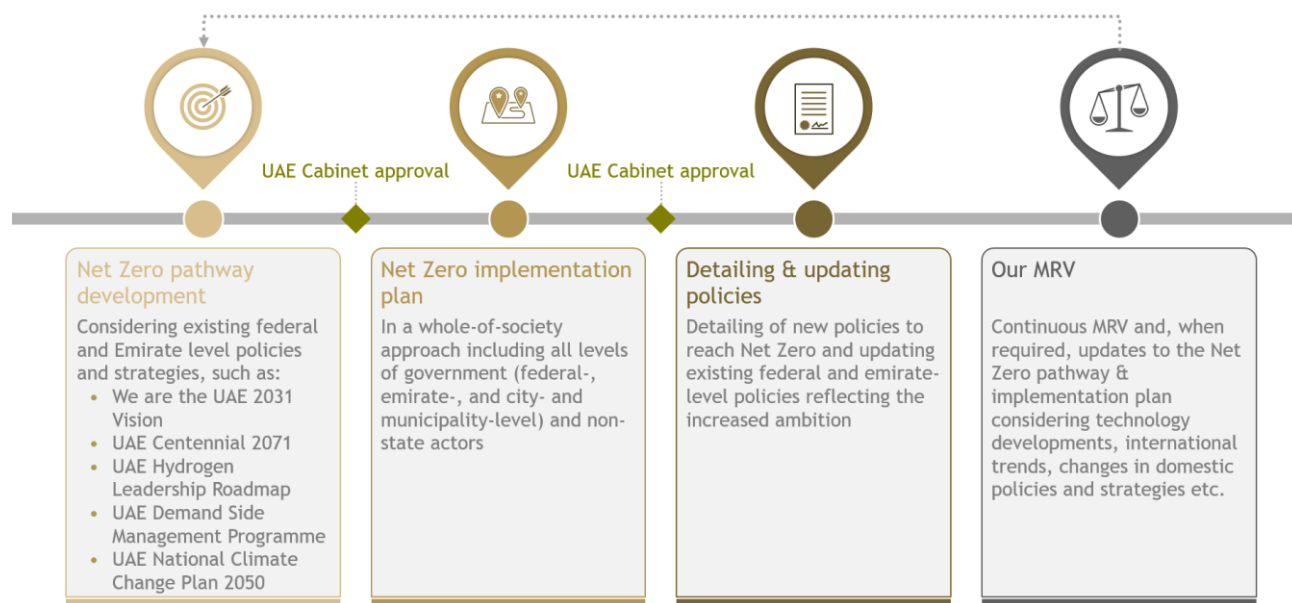 UAE Cabinet approval
UAE Cabinet approval
Net Zero pathway
development
Considering existing federal
and Emirate level policies
and strategies, such as:
• We are the UAE 2031
Vision
• UAE Centennial 2071
• UAE Hydrogen
Leadership Roadmap
• UAE Demand Side
Management Programme
• UAE National Climate
Change Plan 2050
Net Zero implementation
plan
In a whole-of-society
approach including all levels
of government (federal-,
emirate-, and city- and
municipality-level) and non-
state actors
Detailing & updating
policies
Detailing of new policies to
reach Net Zero and updating
existing federal and emirate-
level policies reflecting the
increased ambition
Our MRV
Continuous MRV and, when
required, updates to the Net
Zero pathway &
implementation plan
considering technology
developments, international
trends, changes in domestic
policies and strategies etc.